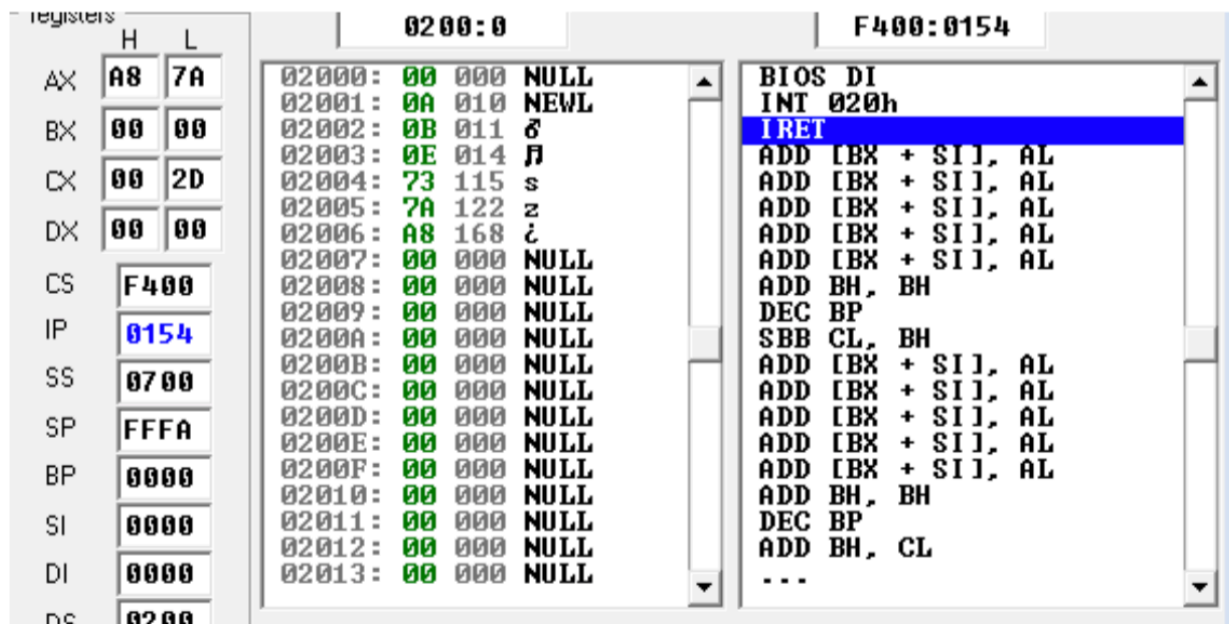 registers
H L
AX A8 7A
BX 00 00
CX 00 2D
DX 00 00
CS F400
IP 0154
SS 0700
SP FFFA
BP 0000
SI 0000
DI 0000
DS 0200
0200:0
02000: 00 000 NULL
02001: 0A 010 NEWL
02002: 0B 011 ♂
02003: 0E 014 ♫
02004: 73 115 s
02005: 7A 122 z
02006: A8 168 ¿
02007: 00 000 NULL
02008: 00 000 NULL
02009: 00 000 NULL
0200A: 00 000 NULL
0200B: 00 000 NULL
0200C: 00 000 NULL
0200D: 00 000 NULL
0200E: 00 000 NULL
0200F: 00 000 NULL
02010: 00 000 NULL
02011: 00 000 NULL
02012: 00 000 NULL
02013: 00 000 NULL
F400:0154
BIOS DI
INT 020h
IRET
ADD [BX + SI], AL
ADD [BX + SI], AL
ADD [BX + SI], AL
ADD [BX + SI], AL
ADD [BX + SI], AL
ADD BH, BH
DEC BP
SBB CL, BH
ADD [BX + SI], AL
ADD [BX + SI], AL
ADD [BX + SI], AL
ADD [BX + SI], AL
ADD [BX + SI], AL
ADD BH, BH
DEC BP
ADD BH, CL
...